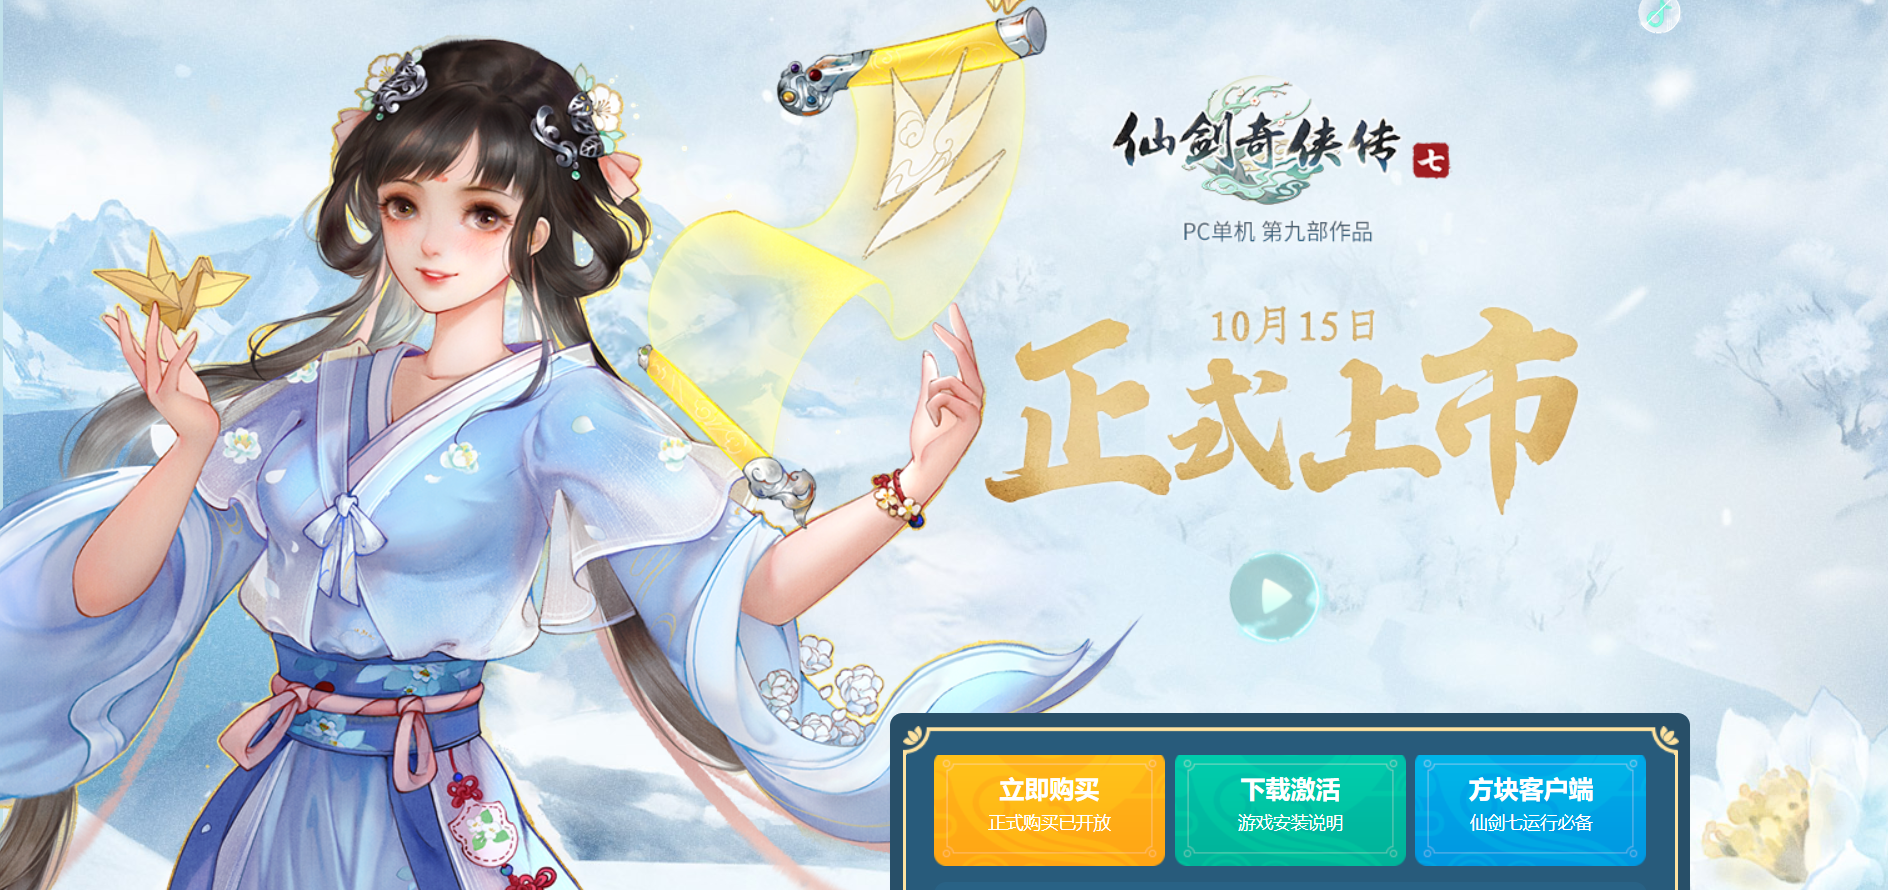 仙剑奇侠传 七
PC单机 第九部作品
10月15日
正式上市
立即购买
正式购买已开放
下载激活
游戏安装说明
方块客户端
仙剑七运行必备